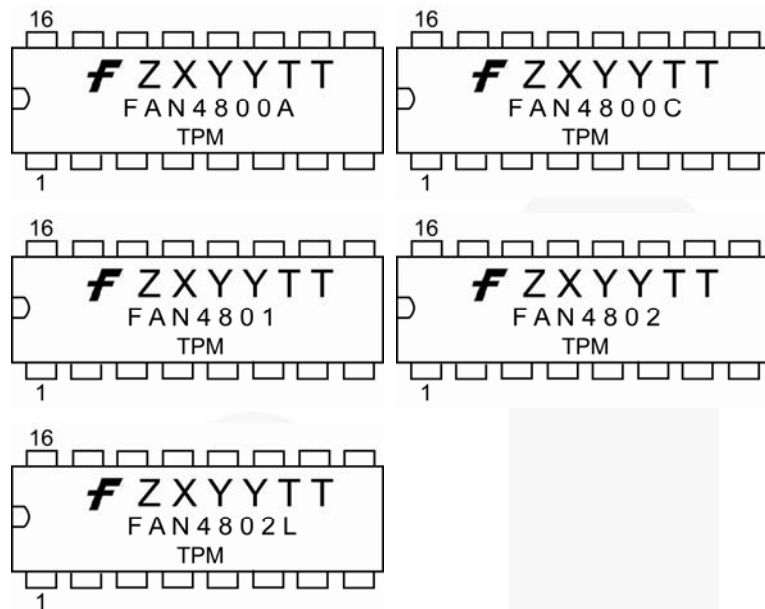 16
ZXYYTT
FAN4800A
TPM
1
16
ZXYYTT
FAN4800C
TPM
1
16
ZXYYTT
FAN4801
TPM
1
16
ZXYYTT
FAN4802
TPM
1
16
ZXYYTT
FAN4802L
TPM
1